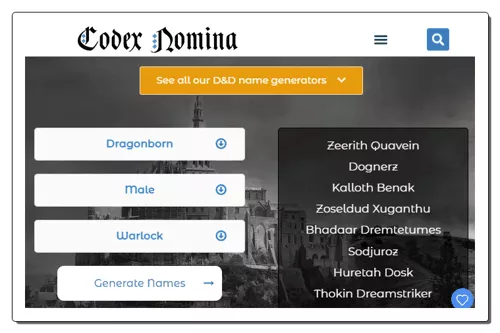 Codex Nomina
See all our D&D name generators
Dragonborn
Male
Warlock
Generate Names
Zeerith Quavein
Dognerz
Kalloth Benak
Zoseldud Xuganthu
Bhadaar Dremtetumes
Sodjuroz
Huretah Dosk
Thokin Dreamstriker